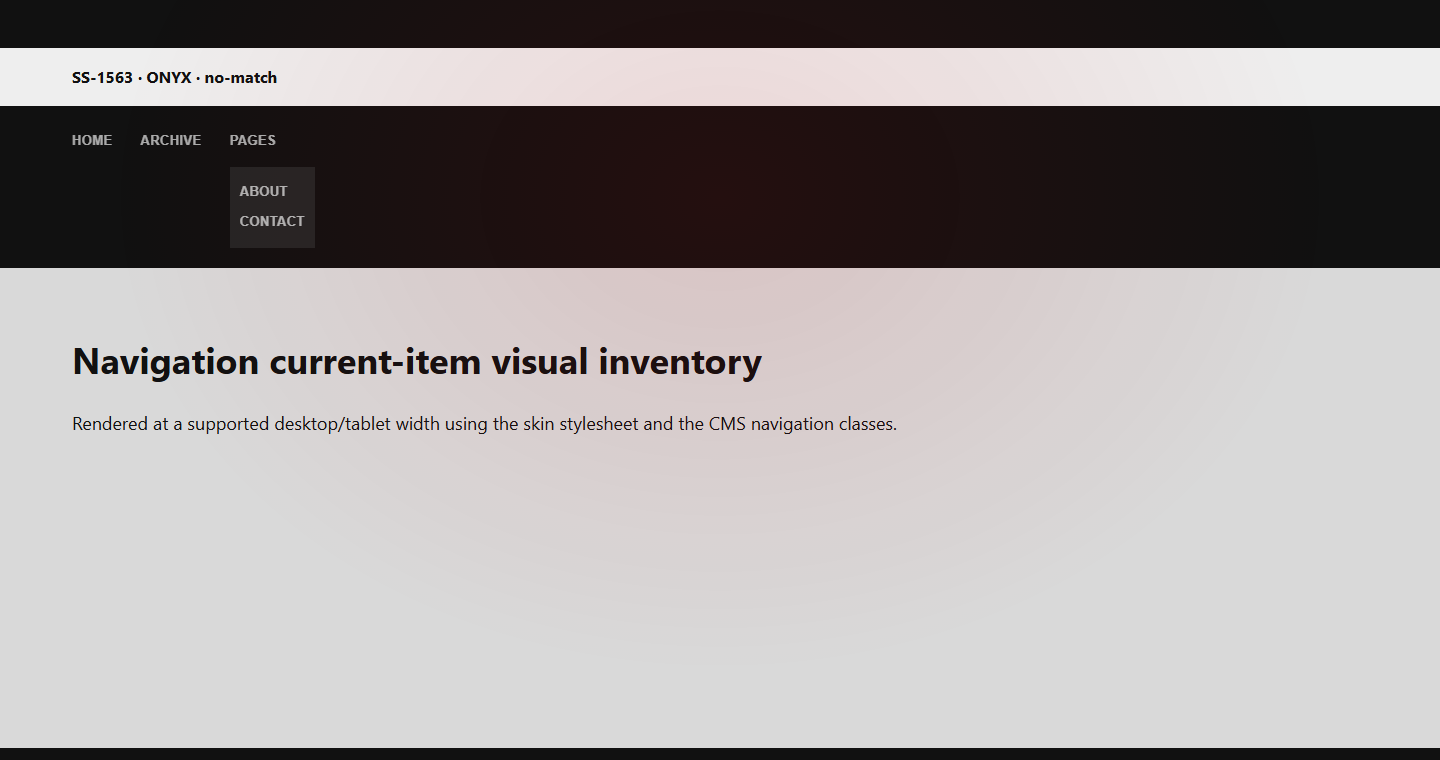 SS-1563 · ONYX · no-match
HOME ARCHIVE PAGES
ABOUT
CONTACT
Navigation current-item visual inventory
Rendered at a supported desktop/tablet width using the skin stylesheet and the CMS navigation classes.